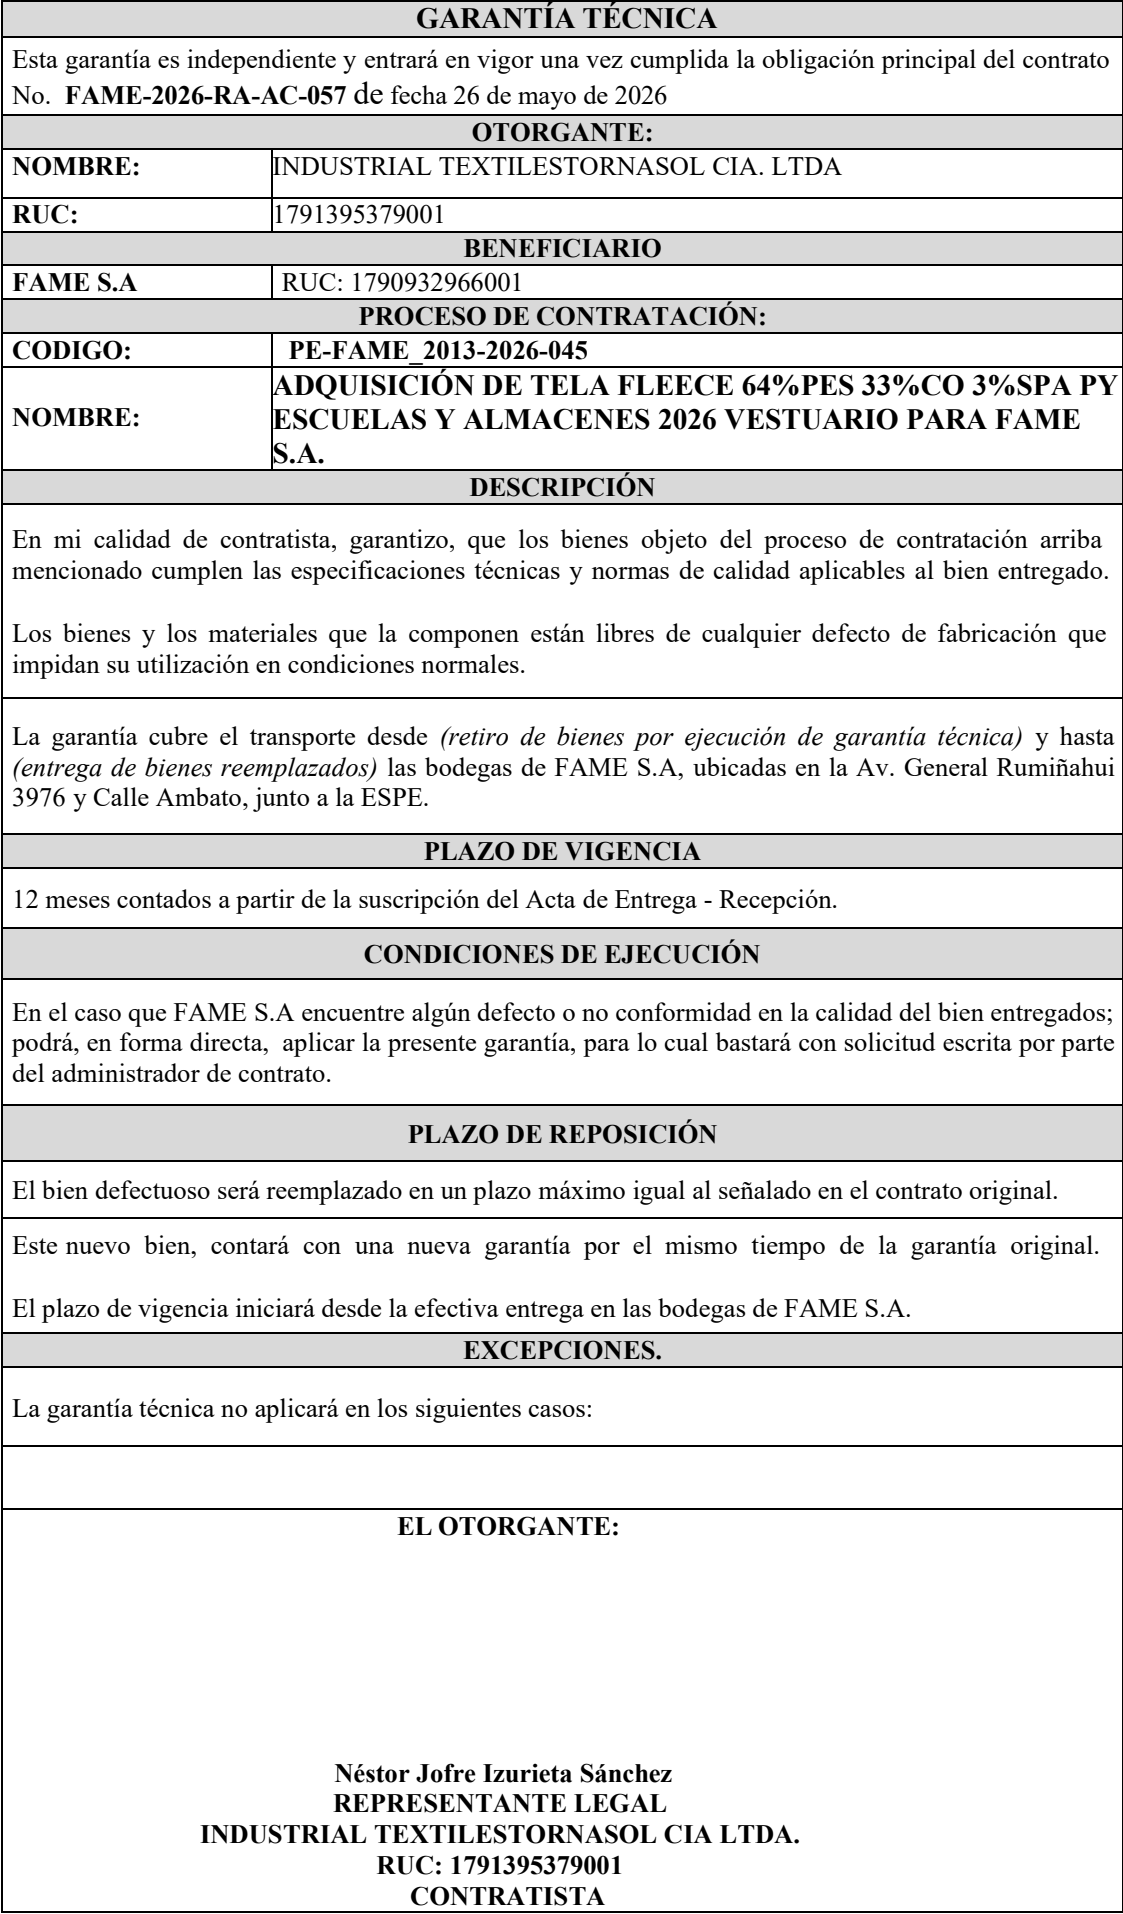 GARANTÍA TÉCNICA
Esta garantía es independiente y entrará en vigor una vez cumplida la obligación principal del contrato
No. FAME-2026-RA-AC-057 de fecha 26 de mayo de 2026
OTORGANTE:
NOMBRE: INDUSTRIAL TEXTILESTORNASOL CIA. LTDA
RUC: 1791395379001
BENEFICIARIO
FAME S.A RUC: 1790932966001
PROCESO DE CONTRATACIÓN:
CODIGO: PE-FAME_2013-2026-045
NOMBRE: ADQUISICIÓN DE TELA FLEECE 64%PES 33%CO 3%SPA PY
ESCUELAS Y ALMACENES 2026 VESTUARIO PARA FAME
S.A.
DESCRIPCIÓN
En mi calidad de contratista, garantizo, que los bienes objeto del proceso de contratación arriba
mencionado cumplen las especificaciones técnicas y normas de calidad aplicables al bien entregado.
Los bienes y los materiales que la componen están libres de cualquier defecto de fabricación que
impidan su utilización en condiciones normales.
La garantía cubre el transporte desde (retiro de bienes por ejecución de garantía técnica) y hasta
(entrega de bienes reemplazados) las bodegas de FAME S.A, ubicadas en la Av. General Rumiñahui
3976 y Calle Ambato, junto a la ESPE.
PLAZO DE VIGENCIA
12 meses contados a partir de la suscripción del Acta de Entrega - Recepción.
CONDICIONES DE EJECUCIÓN
En el caso que FAME S.A encuentre algún defecto o no conformidad en la calidad del bien entregados;
podrá, en forma directa, aplicar la presente garantía, para lo cual bastará con solicitud escrita por parte
del administrador de contrato.
PLAZO DE REPOSICIÓN
El bien defectuoso será reemplazado en un plazo máximo igual al señalado en el contrato original.
Este nuevo bien, contará con una nueva garantía por el mismo tiempo de la garantía original.
El plazo de vigencia iniciará desde la efectiva entrega en las bodegas de FAME S.A.
EXCEPCIONES.
La garantía técnica no aplicará en los siguientes casos:
EL OTORGANTE:
Néstor Jofre Izurieta Sánchez
REPRESENTANTE LEGAL
INDUSTRIAL TEXTILESTORNASOL CIA LTDA.
RUC: 1791395379001
CONTRATISTA